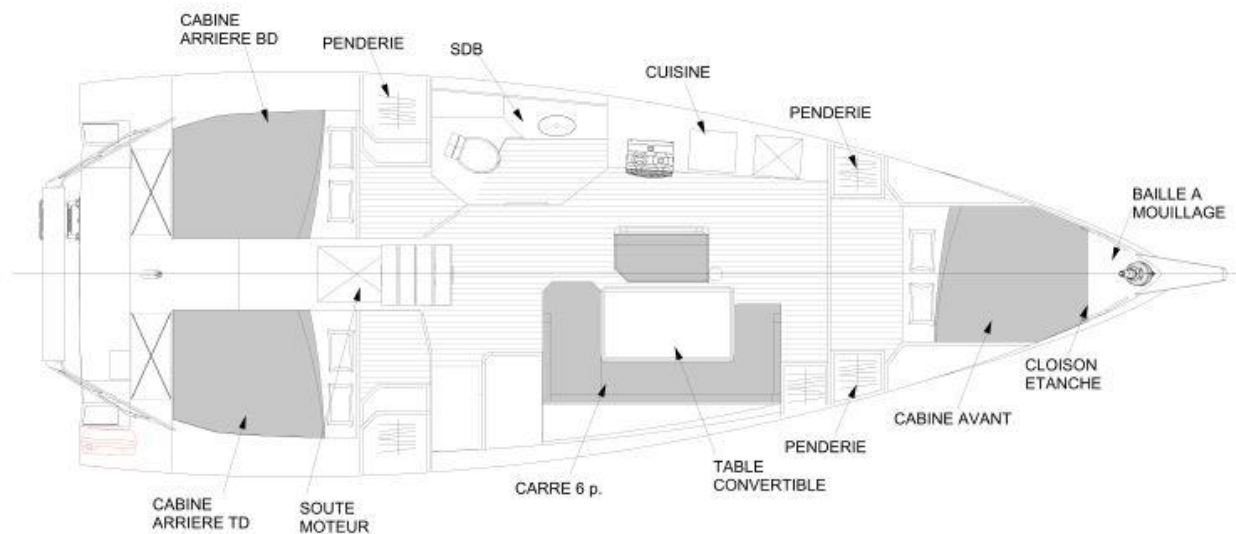 CABINE
ARRIERE BD
PENDERIE
SDB
CUISINE
PENDERIE
BAILLE A
MOUILLAGE
CLOISON
ETANCHE
CABINE AVANT
PENDERIE
TABLE
CONVERTIBLE
CARRE 6 p.
SOUTE
MOTEUR
CABINE
ARRIERE TD